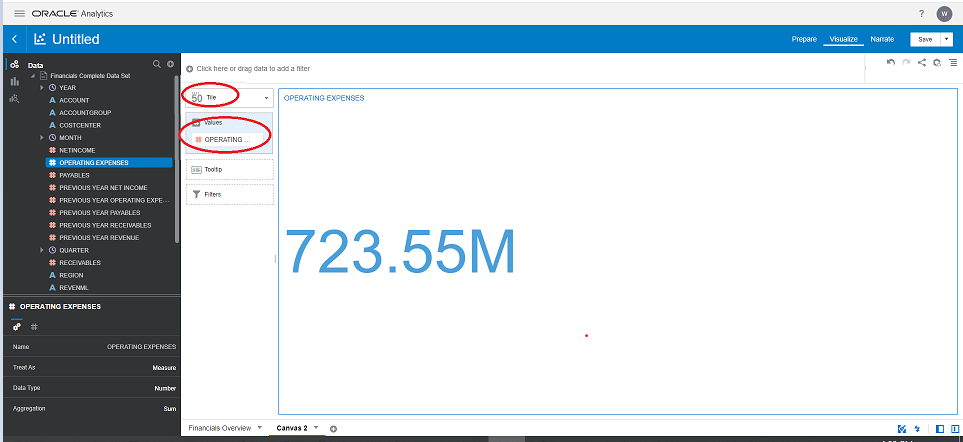 ORACLE Analytics
?
W
Untitled
Prepare
Visualize
Narrate
Save
Data
Financials Complete Data Set
YEAR
A ACCOUNT
A ACCOUNTGROUP
A COSTCENTER
MONTH
# NETINCOME
# OPERATING EXPENSES
# PAYABLES
# PREVIOUS YEAR NET INCOME
# PREVIOUS YEAR OPERATING EXPE...
# PREVIOUS YEAR PAYABLES
# PREVIOUS YEAR RECEIVABLES
# PREVIOUS YEAR REVENUE
QUARTER
# RECEIVABLES
A REGION
A REVENML
# OPERATING EXPENSES
#
Name OPERATING EXPENSES
Treat As Measure
Data Type Number
Aggregation Sum
Click here or drag data to add a filter
50 Tile
Values
# OPERATING ...
Tooltip
Filters
OPERATING EXPENSES
723.55M
Financials Overview
Canvas 2